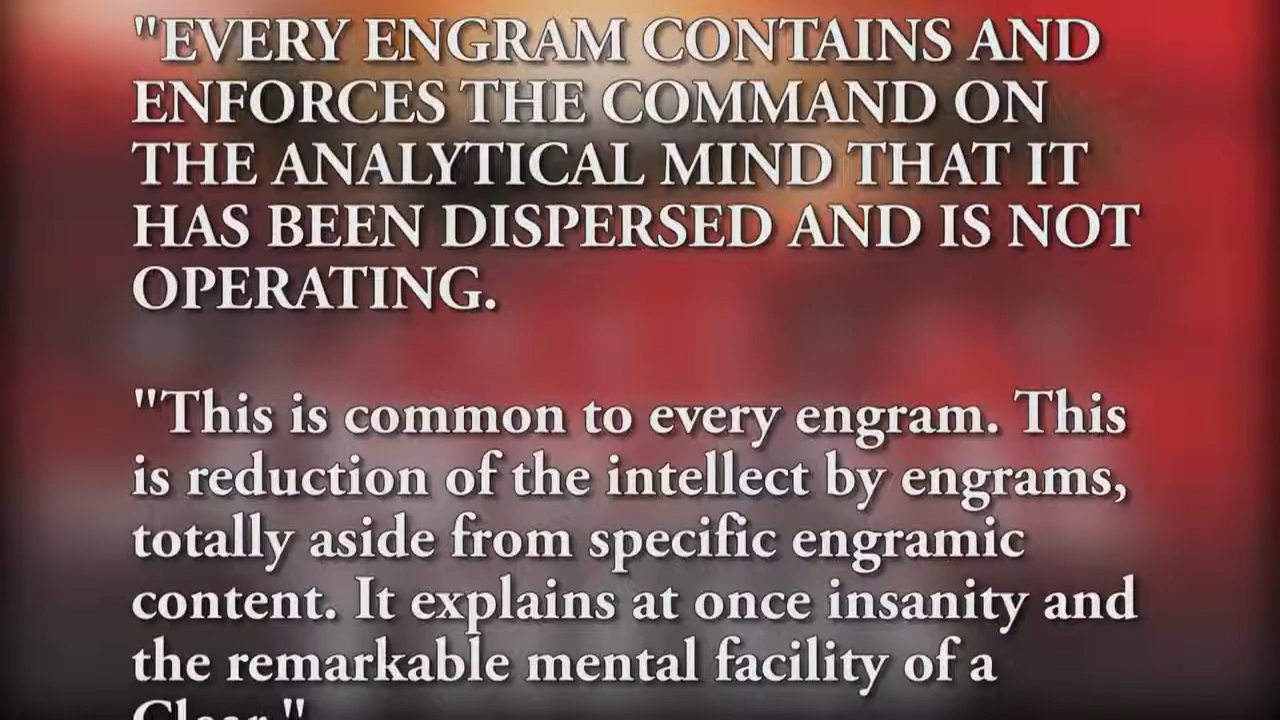 "EVERY ENGRAM CONTAINS AND
ENFORCES THE COMMAND ON
THE ANALYTICAL MIND THAT IT
HAS BEEN DISPERSED AND IS NOT
OPERATING.
"This is common to every engram. This
is reduction of the intellect by engrams,
totally aside from specific engramic
content. It explains at once insanity and
the remarkable mental facility of a
Clear."